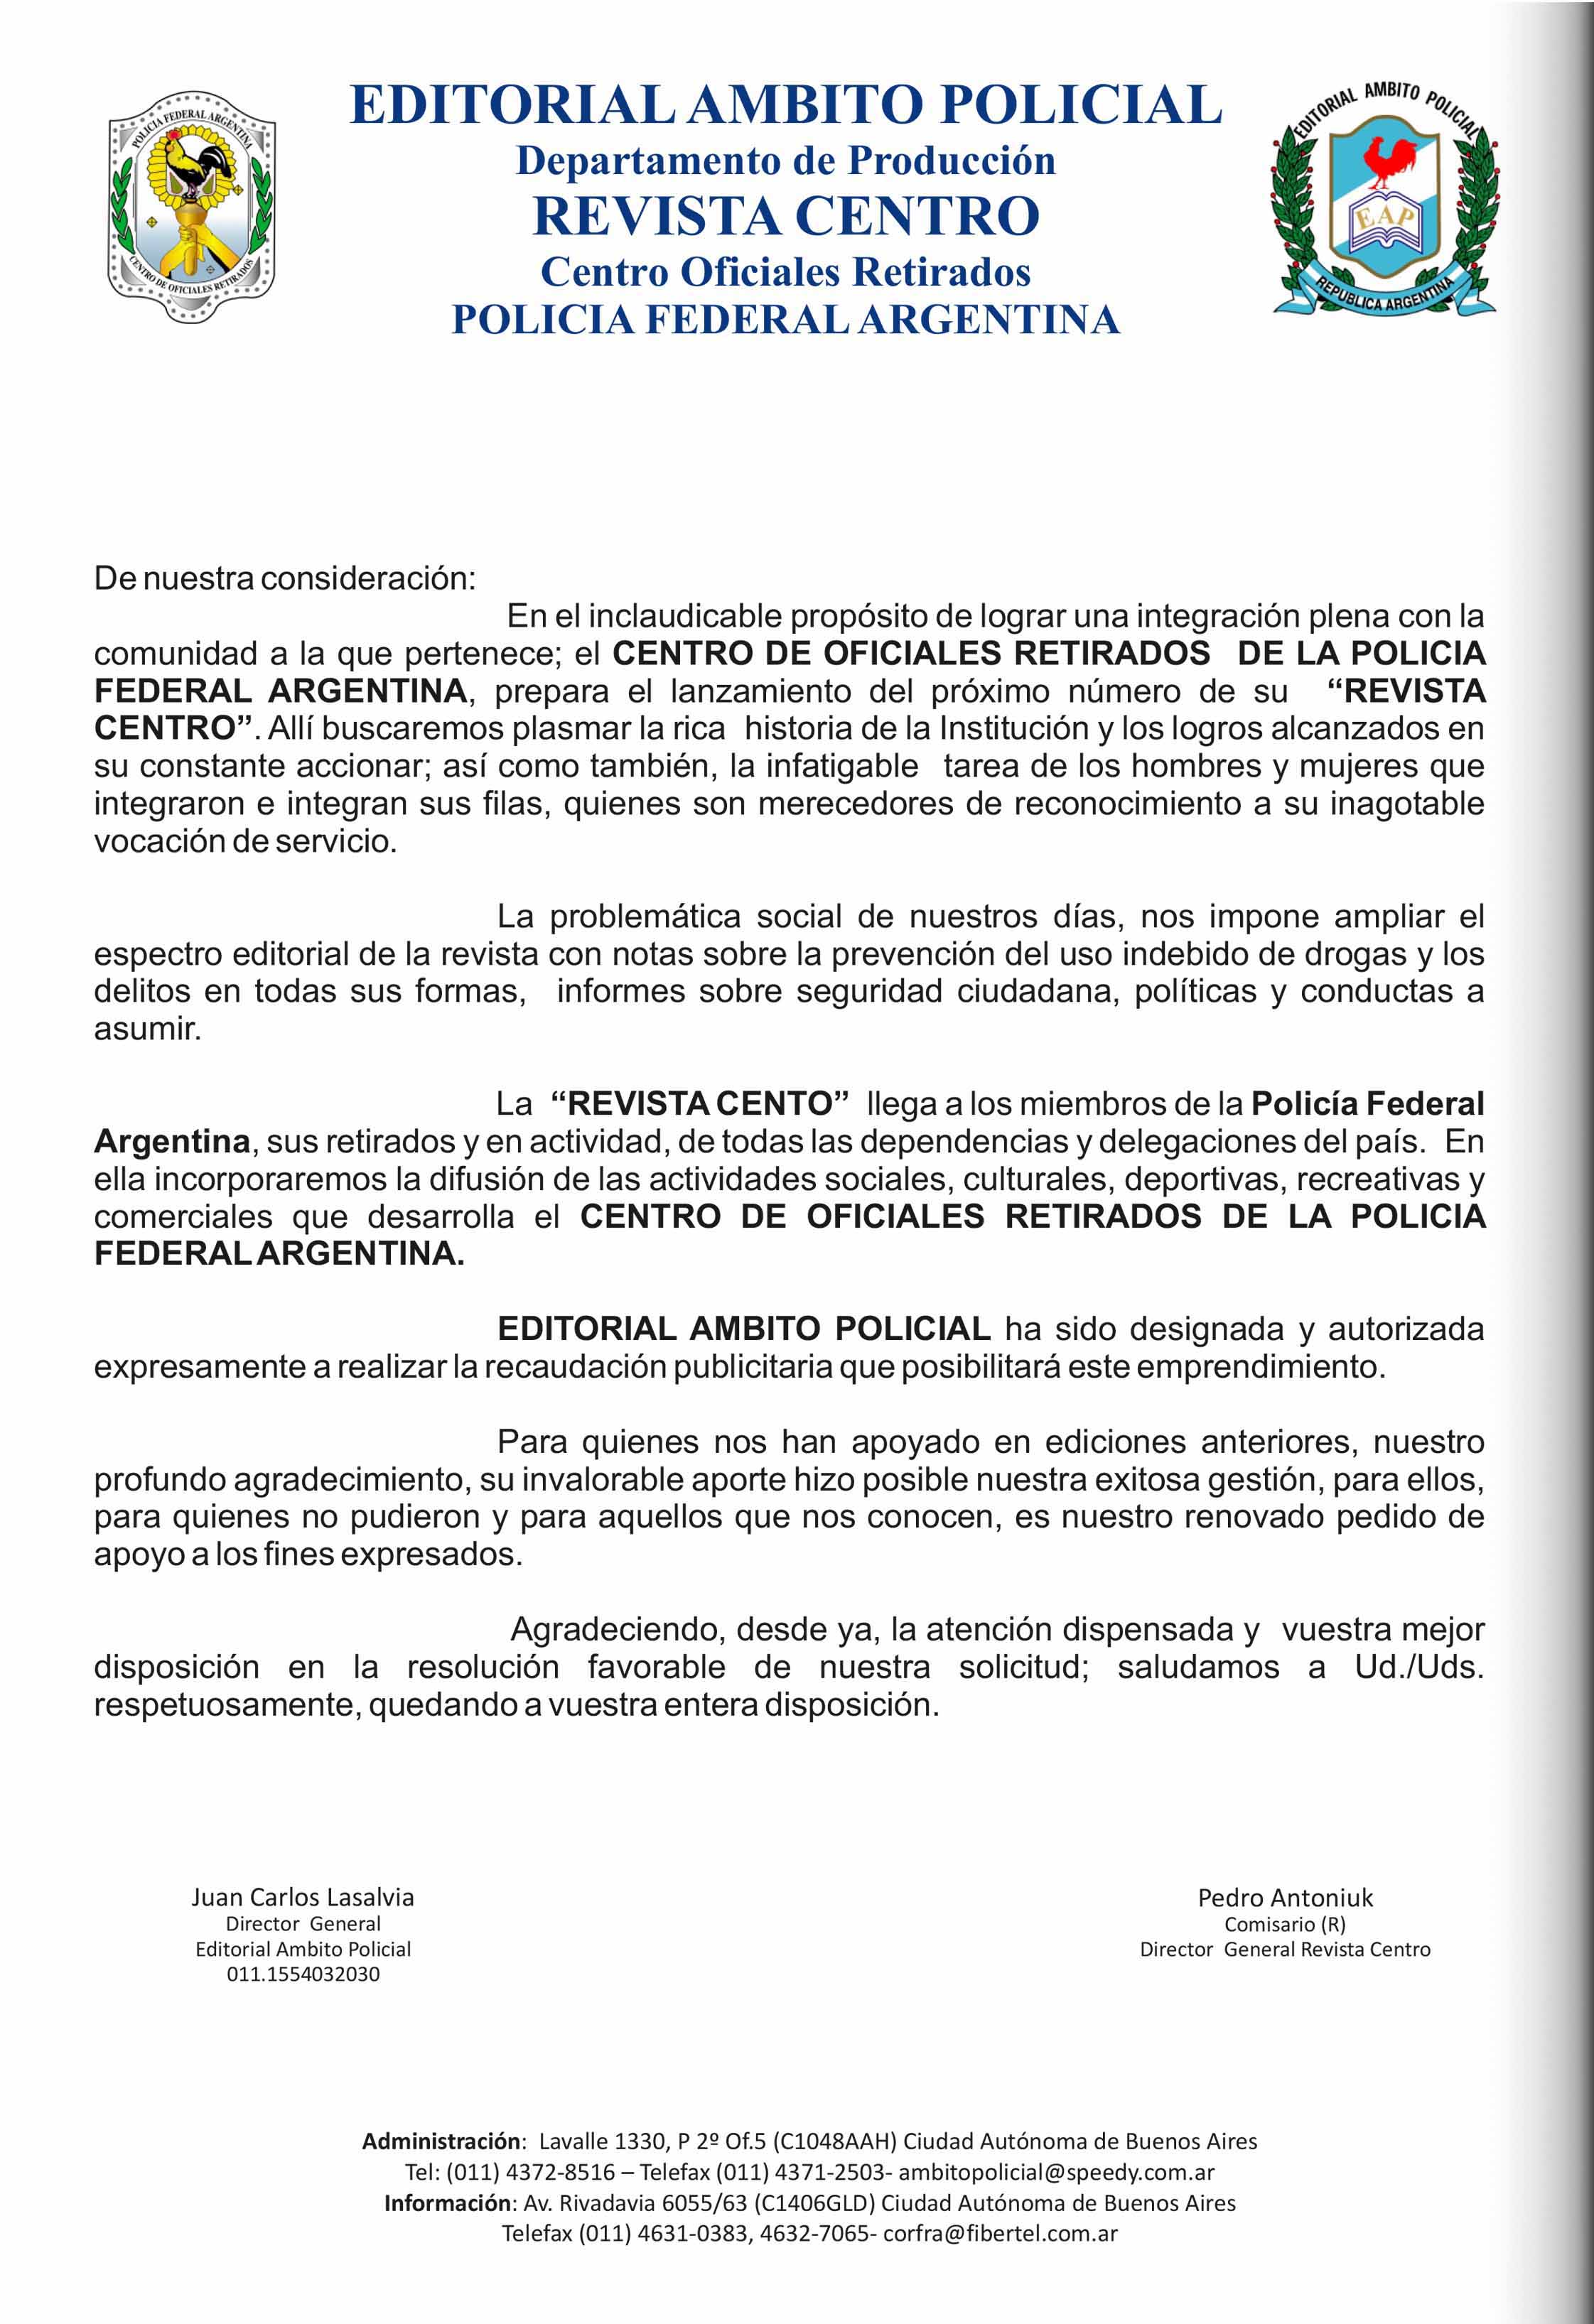 EDITORIAL AMBITO POLICIAL
Departamento de Producción
REVISTA CENTRO
Centro Oficiales Retirados
POLICIA FEDERAL ARGENTINA
POLICIA FEDERAL ARGENTINA
CENTRO DE OFICIALES RETIRADOS
EDITORIAL AMBITO POLICIAL
EAP
REPUBLICA ARGENTINA
De nuestra consideración:
En el inclaudicable propósito de lograr una integración plena con la
comunidad a la que pertenece; el CENTRO DE OFICIALES RETIRADOS DE LA POLICIA
FEDERAL ARGENTINA, prepara el lanzamiento del próximo número de su “REVISTA
CENTRO”. Allí buscaremos plasmar la rica historia de la Institución y los logros alcanzados en
su constante accionar; así como también, la infatigable tarea de los hombres y mujeres que
integraron e integran sus filas, quienes son merecedores de reconocimiento a su inagotable
vocación de servicio.
La problemática social de nuestros días, nos impone ampliar el
espectro editorial de la revista con notas sobre la prevención del uso indebido de drogas y los
delitos en todas sus formas, informes sobre seguridad ciudadana, políticas y conductas a
asumir.
La “REVISTA CENTO” llega a los miembros de la Policía Federal
Argentina, sus retirados y en actividad, de todas las dependencias y delegaciones del país. En
ella incorporaremos la difusión de las actividades sociales, culturales, deportivas, recreativas y
comerciales que desarrolla el CENTRO DE OFICIALES RETIRADOS DE LA POLICIA
FEDERAL ARGENTINA.
EDITORIAL AMBITO POLICIAL ha sido designada y autorizada
expresamente a realizar la recaudación publicitaria que posibilitará este emprendimiento.
Para quienes nos han apoyado en ediciones anteriores, nuestro
profundo agradecimiento, su invalorable aporte hizo posible nuestra exitosa gestión, para ellos,
para quienes no pudieron y para aquellos que nos conocen, es nuestro renovado pedido de
apoyo a los fines expresados.
Agradeciendo, desde ya, la atención dispensada y vuestra mejor
disposición en la resolución favorable de nuestra solicitud; saludamos a Ud./Uds.
respetuosamente, quedando a vuestra entera disposición.
Juan Carlos Lasalvia
Director General
Editorial Ambito Policial
011.1554032030
Pedro Antoniuk
Comisario (R)
Director General Revista Centro
Administración: Lavalle 1330, P 2º Of.5 (C1048AAH) Ciudad Autónoma de Buenos Aires
Tel: (011) 4372-8516 – Telefax (011) 4371-2503- ambitopolicial@speedy.com.ar
Información: Av. Rivadavia 6055/63 (C1406GLD) Ciudad Autónoma de Buenos Aires
Telefax (011) 4631-0383, 4632-7065- corfra@fibertel.com.ar